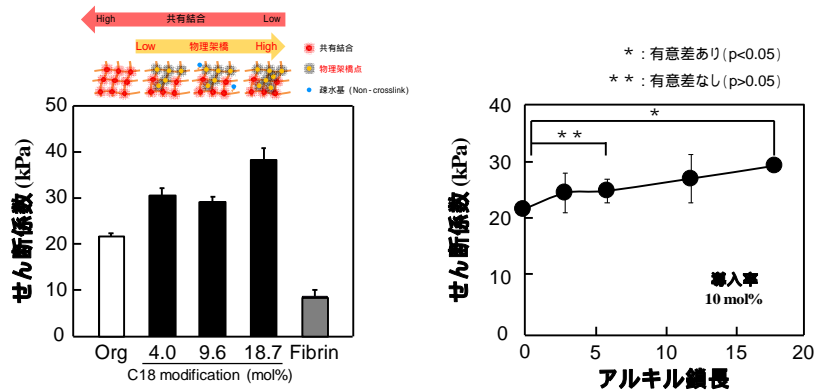 High 共有結合 Low
Low 物理架橋 High
共有結合
物理架橋点
疎水基 (Non-crosslink)
せん断係数 (kPa)
50
40
30
20
10
0
Org 4.0 9.6 18.7 Fibrin
C18 modification (mol%)
*：有意差あり(p<0.05)
**：有意差なし(p>0.05)
せん断係数 (kPa)
40
30
20
10
0
*
**
導入率
10 mol%
0 5 10 15 20
アルキル鎖長